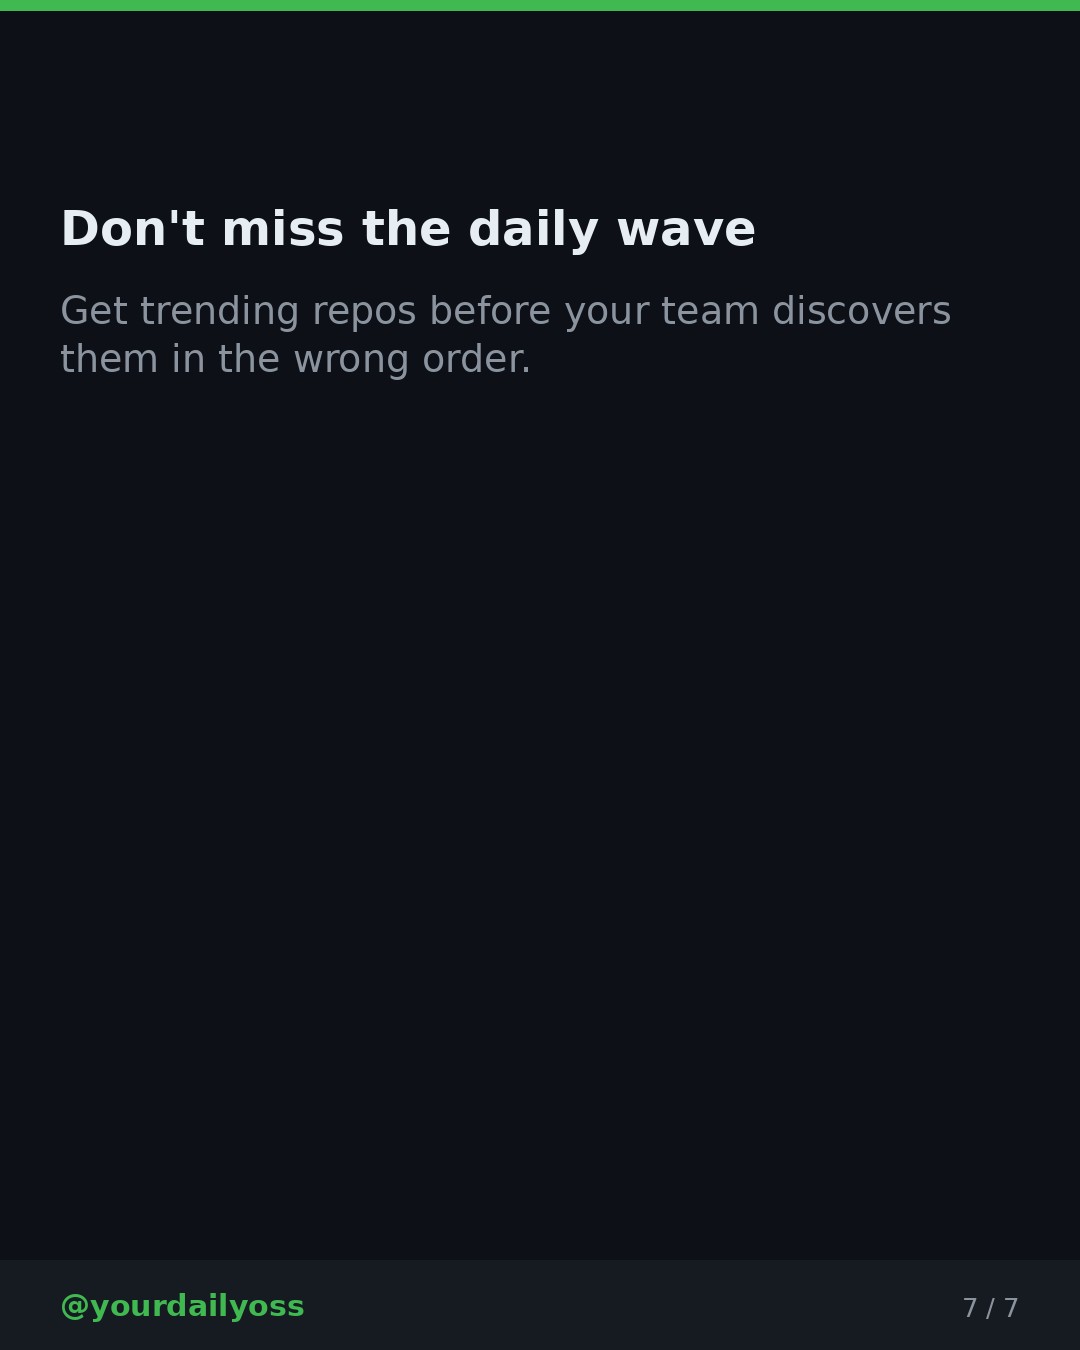 Don't miss the daily wave
Get trending repos before your team discovers
them in the wrong order.
@yourdailyoss
7 / 7